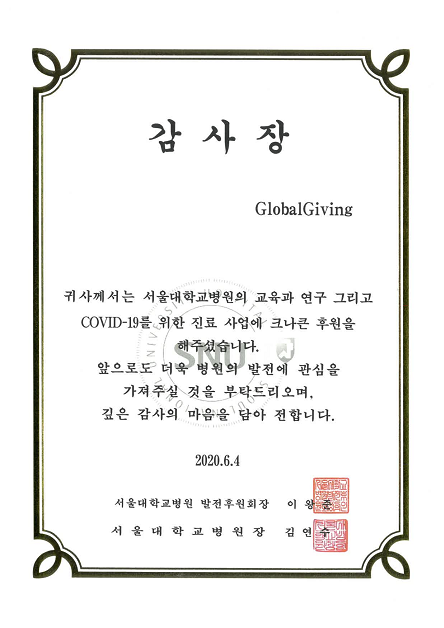 감 사 장
GlobalGiving
귀사께서는 서울대학교병원의 교육과 연구 그리고
COVID-19를 위한 진료 사업에 크나큰 후원을
해주셨습니다.
앞으로도 더욱 병원의 발전에 관심을
가져주실 것을 부탁드리오며,
깊은 감사의 마음을 담아 전합니다.
SNU
2020.6.4
서울대학교병원 발전후원회장 이 왕 준
서 울 대 학 교 병 원 장 김 연 수